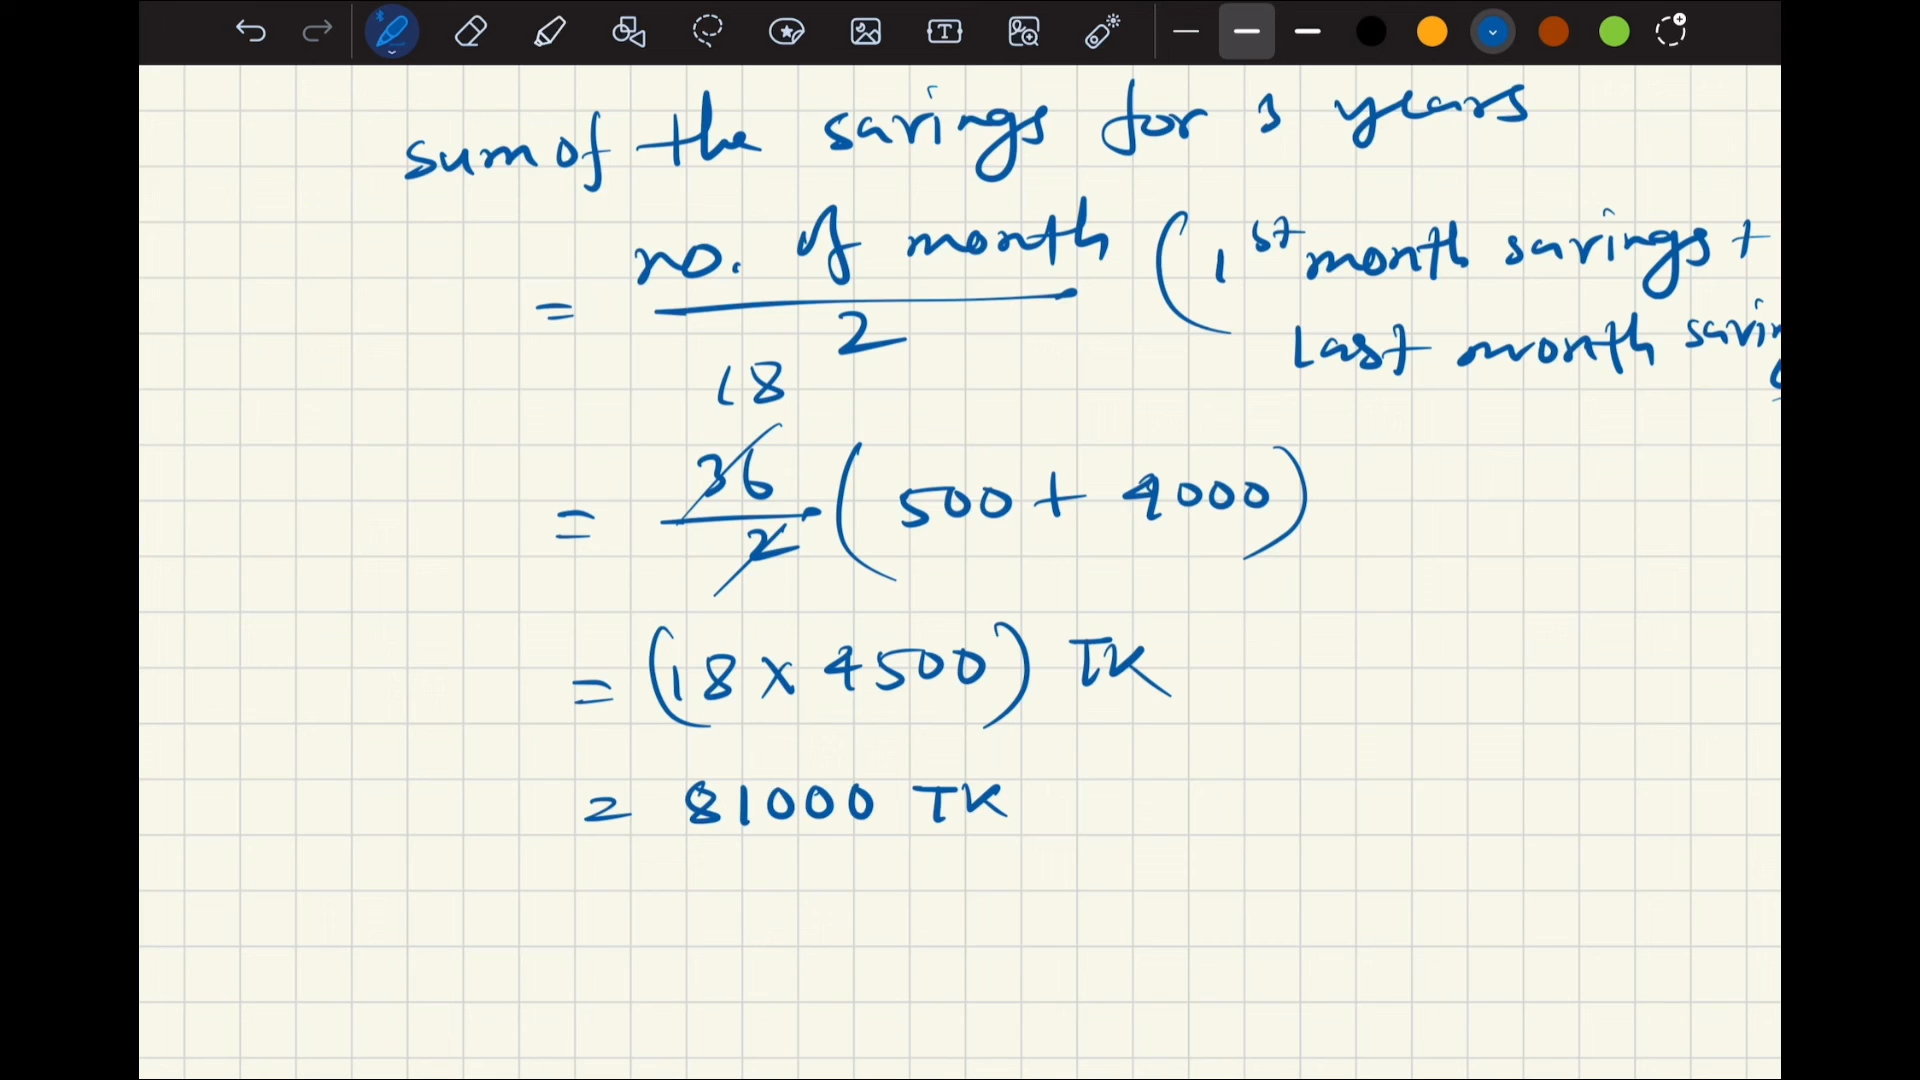 sum of the savings for 3 years
= no. of month / 2 ( 1st month savings +
Last month
18
= 36/2 ( 500 + 4000 )
= (18 x 4500) TK
= 81000 TK